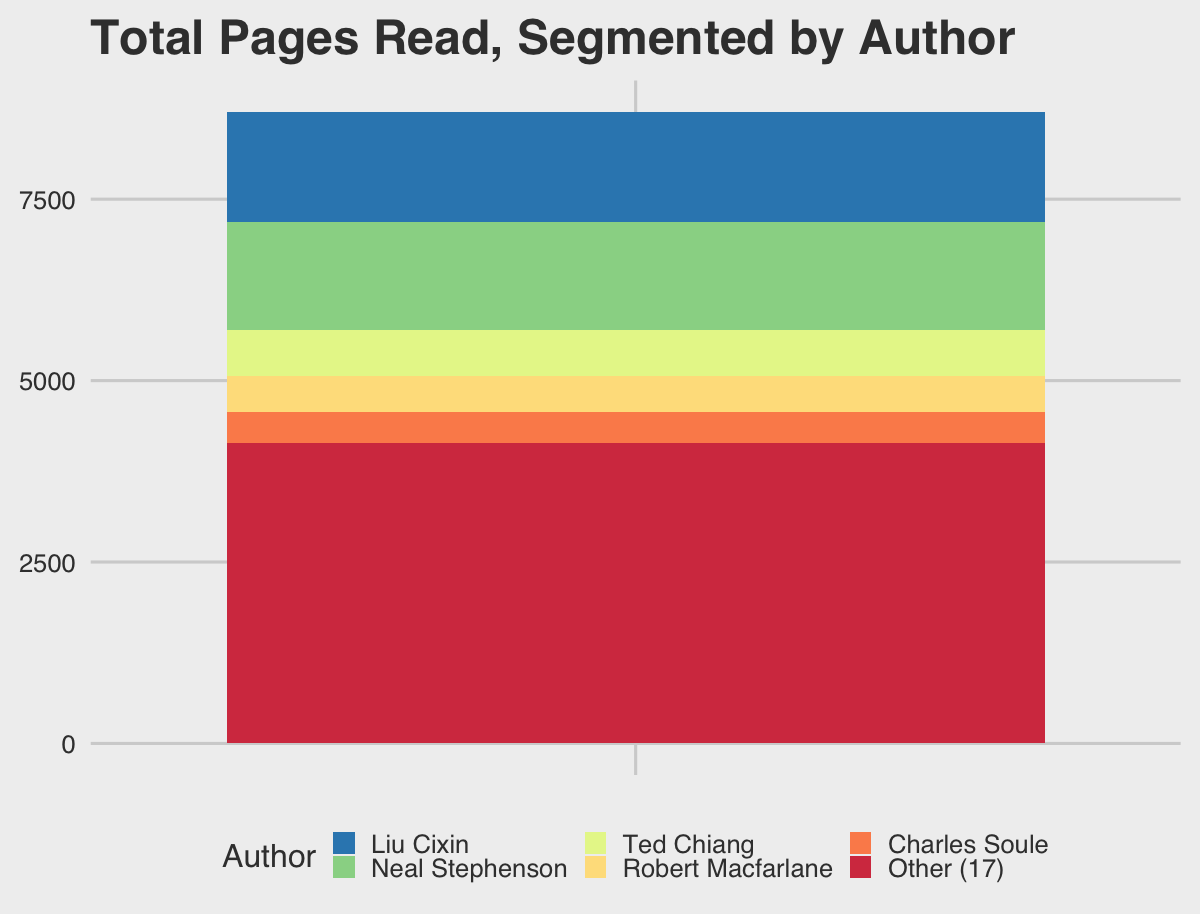 Total Pages Read, Segmented by Author
7500
5000
2500
0
Author
Liu Cixin
Neal Stephenson
Ted Chiang
Robert Macfarlane
Charles Soule
Other (17)